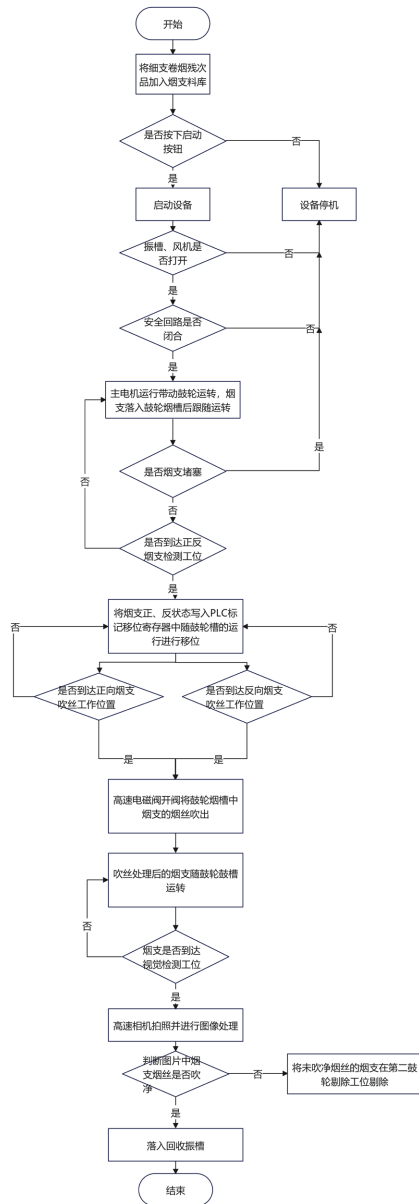 开始
将细支卷烟残次
品加入烟支料库
是否按下启动
按钮
否
是
启动设备
设备停机
振槽、风机是
否打开
否
是
安全回路是否
闭合
否
是
主电机运行带动鼓轮运转，烟
支落入鼓轮烟槽后跟随运转
是
是否烟支堵塞
否
否
是否到达正反
烟支检测工位
是
将烟支正、反状态写入PLC标
记移位寄存器中随鼓轮槽的运
行进行移位
否
否
是否到达正向烟支
吹丝工作位置
是否到达反向烟支
吹丝工作位置
是
是
高速电磁阀开阀将鼓轮烟槽中
烟支的烟丝吹出
吹丝处理后的烟支随鼓轮鼓槽
运转
否
烟支是否到达
视觉检测工位
是
高速相机拍照并进行图像处理
判断图片中烟
支烟丝是否吹
净
否
将未吹净烟丝的烟支在第二鼓
轮剔除工位剔除
是
落入回收振槽
结束